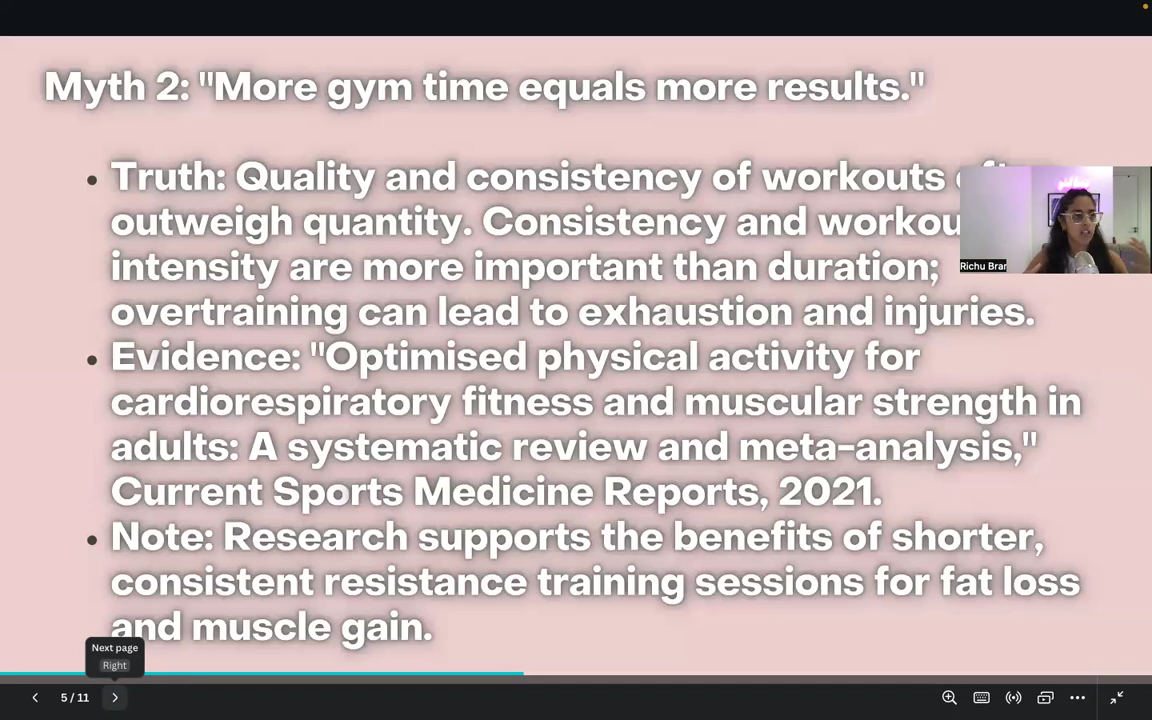 Myth 2: "More gym time equals more results."
• Truth: Quality and consistency of workouts
outweigh quantity. Consistency and
intensity are more important than duration;
overtraining can lead to exhaustion and injuries.
• Evidence: "Optimised physical activity for
cardiorespiratory fitness and muscular strength in
adults: A systematic review and meta-analysis,"
Current Sports Medicine Reports, 2021.
• Note: Research supports the benefits of shorter,
consistent resistance training sessions for fat loss
and muscle gain.
Richu Brar
Next page
Right
5 / 11